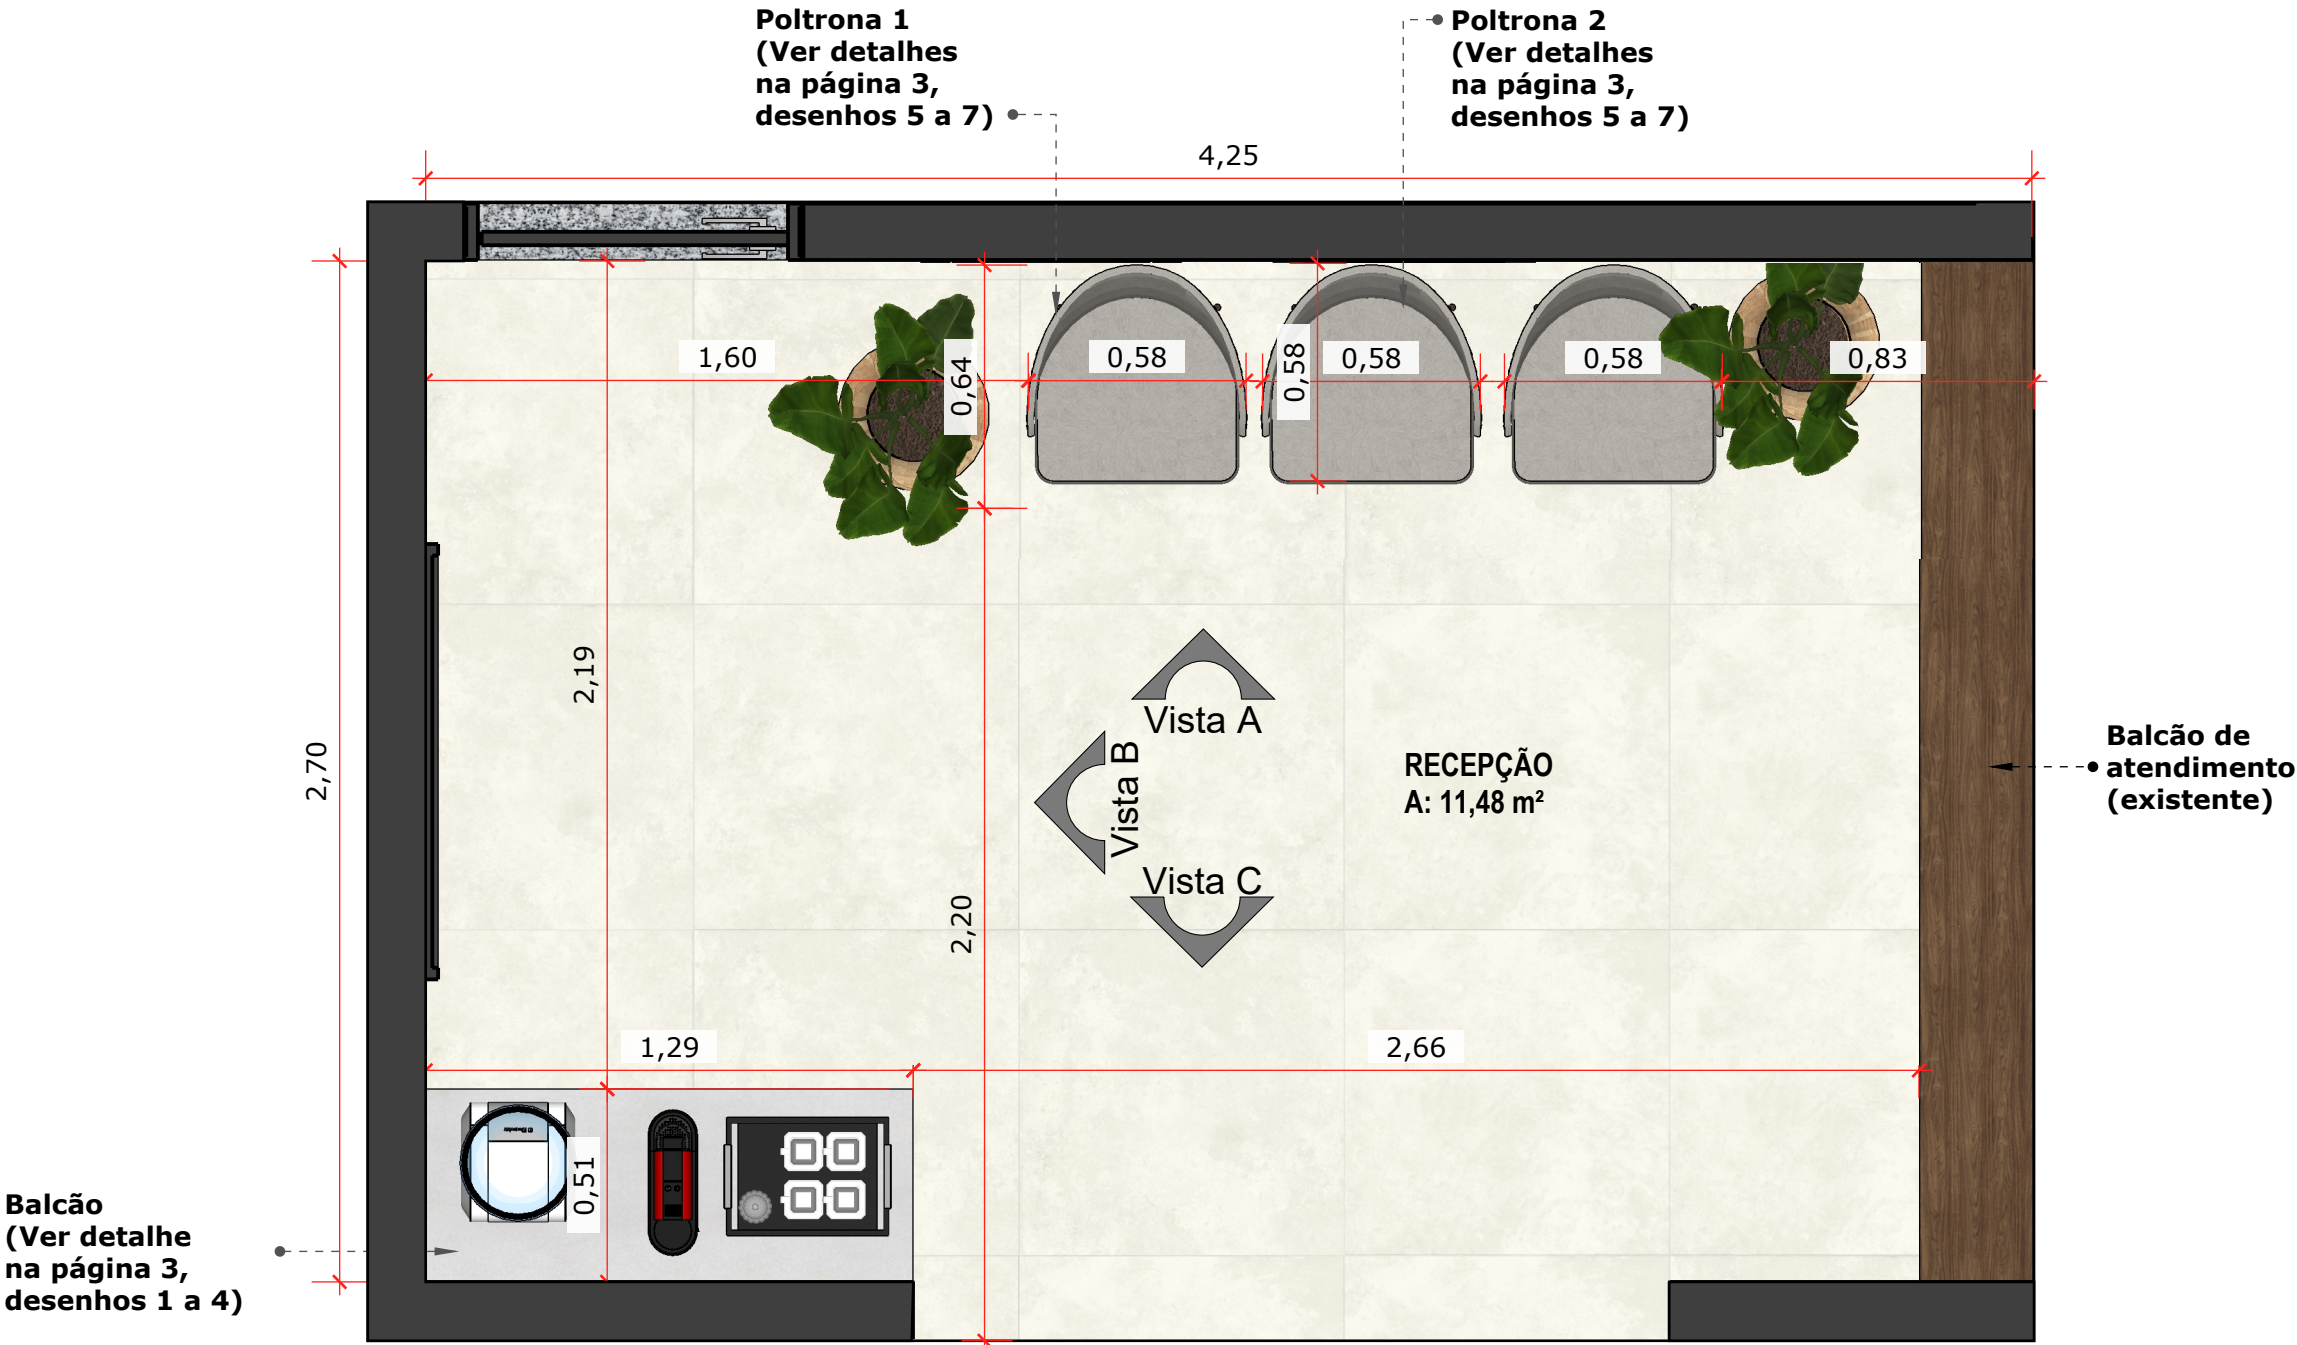 Poltrona 1
(Ver detalhes
na página 3,
desenhos 5 a 7)
Poltrona 2
(Ver detalhes
na página 3,
desenhos 5 a 7)
4,25
1,60
0,64
0,58
0,58
0,58
0,58
0,83
2,19
2,70
Vista A
Vista B
Vista C
RECEPÇÃO
A: 11,48 m²
Balcão de
atendimento
(existente)
2,20
1,29
2,66
0,51
Balcão
(Ver detalhe
na página 3,
desenhos 1 a 4)